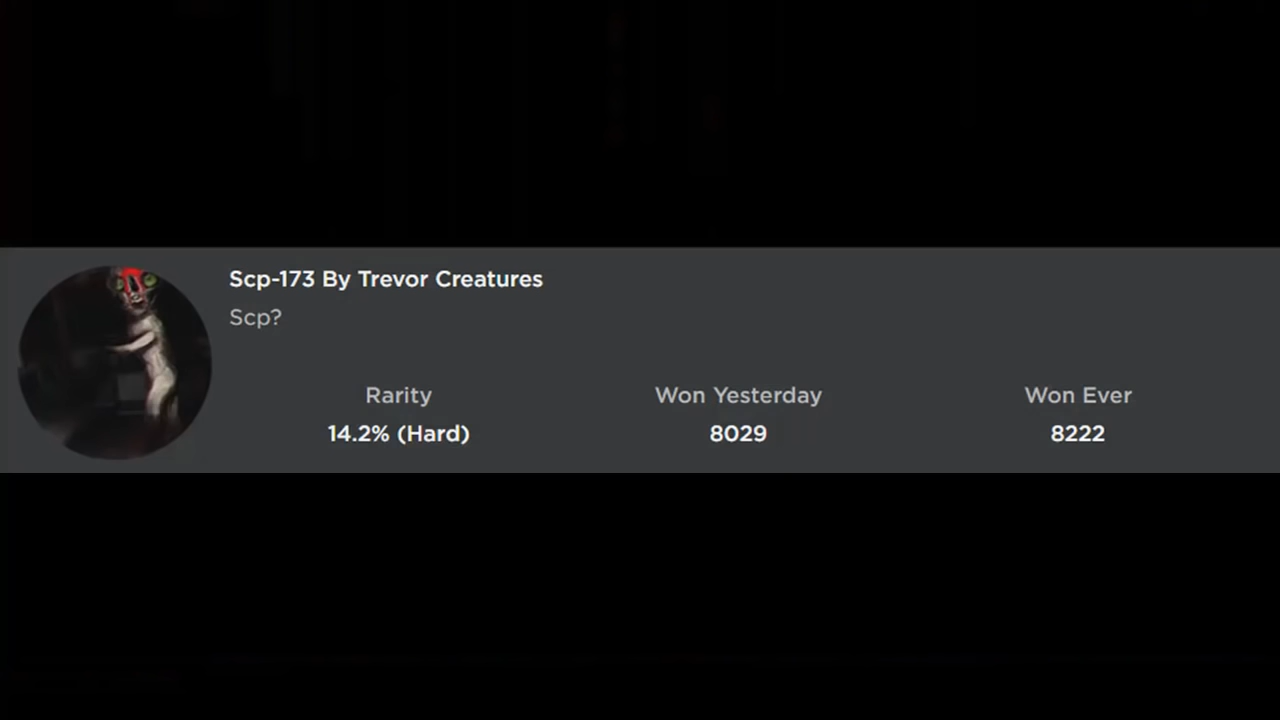 Scp-173 By Trevor Creatures
Scp?
Rarity Won Yesterday Won Ever
14.2% (Hard) 8029 8222